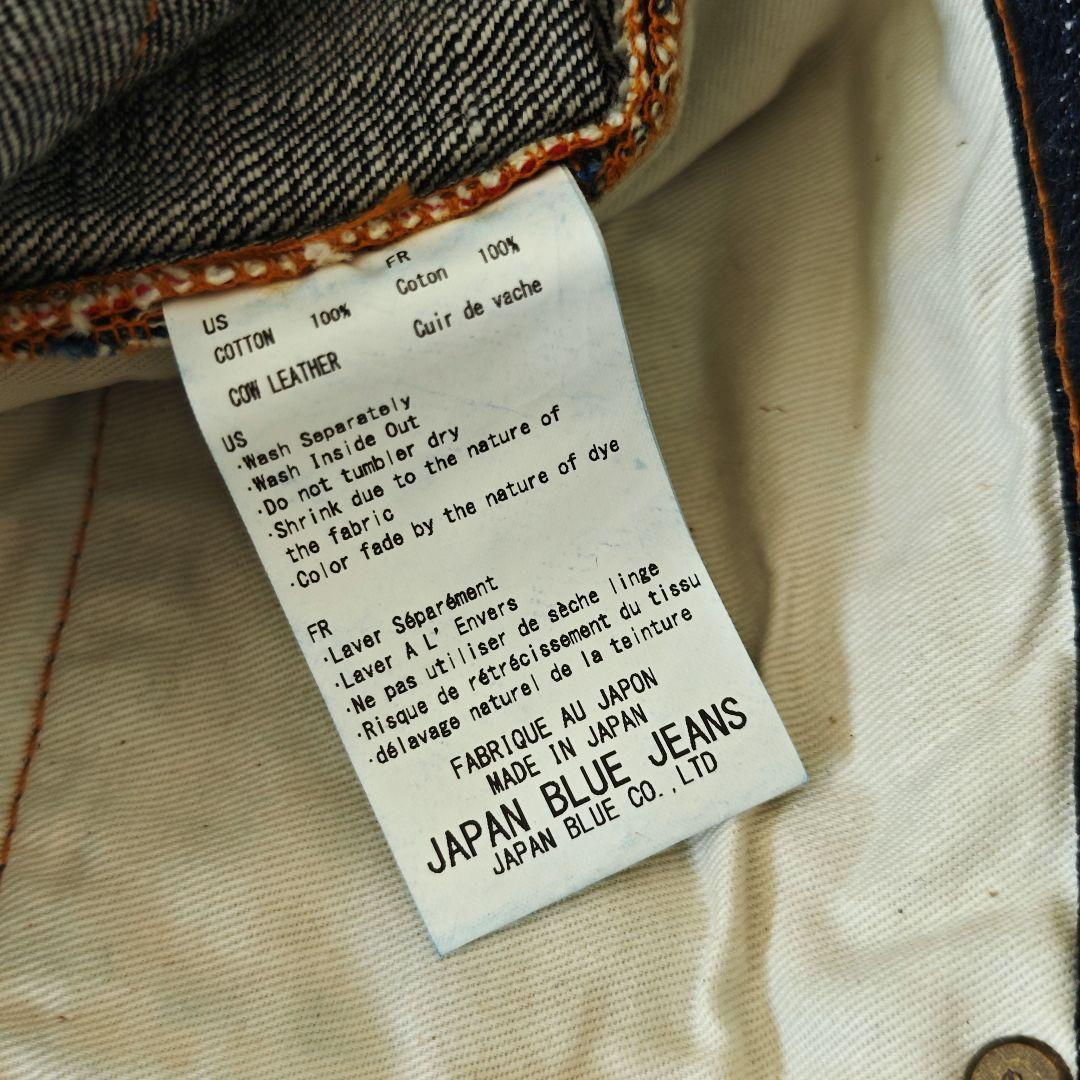 US
COTTON 100%
COW LEATHER
FR
Coton 100%
Cuir de vache
US
·Wash Separately
·Wash Inside Out
·Do not tumbler dry
·Shrink due to the nature of
the fabric
·Color fade by the nature of dye
FR
·Laver Séparément
·Laver A L' Envers
·Ne pas utiliser de sèche linge
·Risque de rétrécissement du tissu
·délavage naturel de la teinture
FABRIQUE AU JAPON
MADE IN JAPAN
JAPAN BLUE JEANS
JAPAN BLUE CO.,LTD